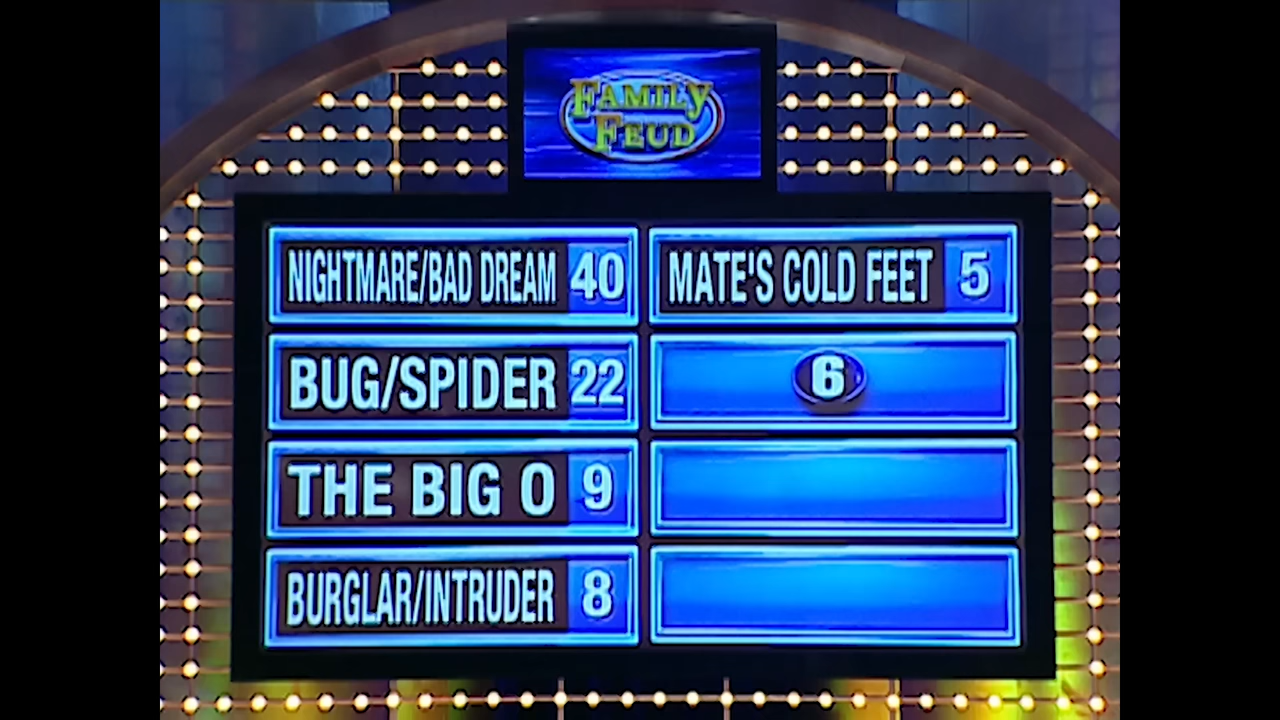 FAMILY
FEUD
NIGHTMARE/BAD DREAM 40
BUG/SPIDER 22
THE BIG O 9
BURGLAR/INTRUDER 8
MATE'S COLD FEET 5
6